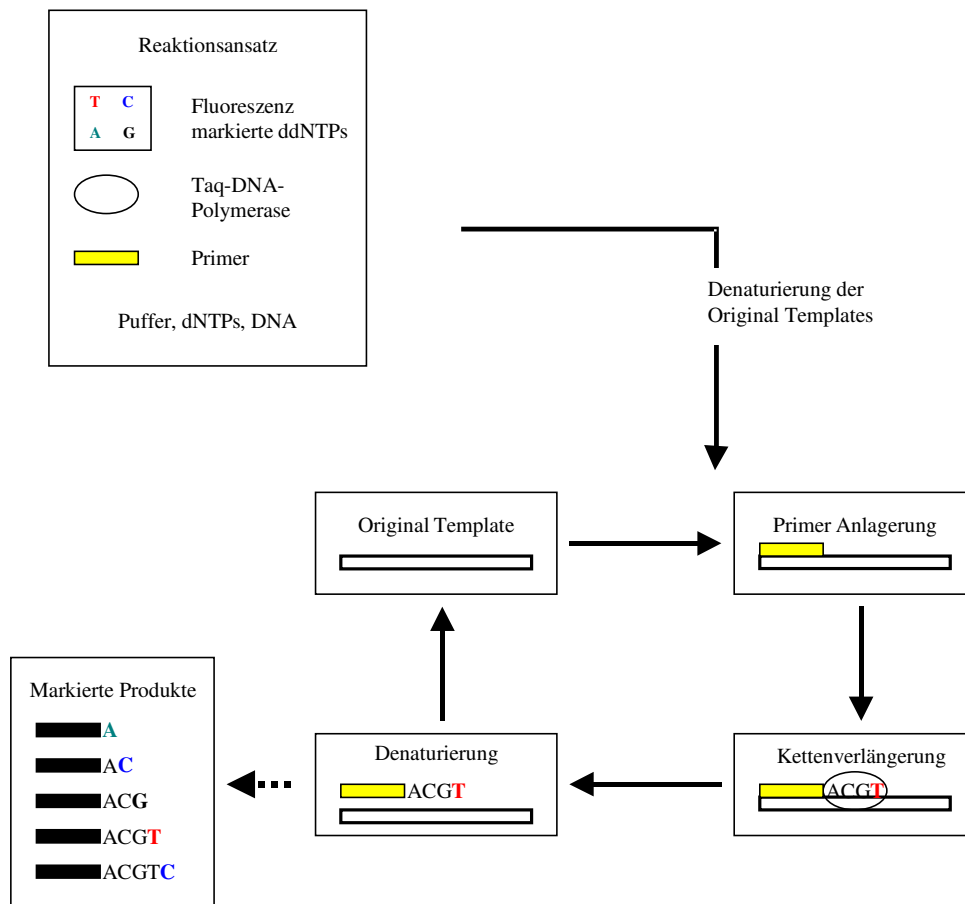 Reaktionsansatz
T C
A G
Fluoreszenz
markierte ddNTPs
Taq-DNA-
Polymerase
Primer
Puffer, dNTPs, DNA
Denaturierung der
Original Templates
Original Template
Primer Anlagerung
Markierte Produkte
A
AC
ACG
ACGT
ACGTC
Denaturierung
ACGT
Kettenverlängerung
ACGT